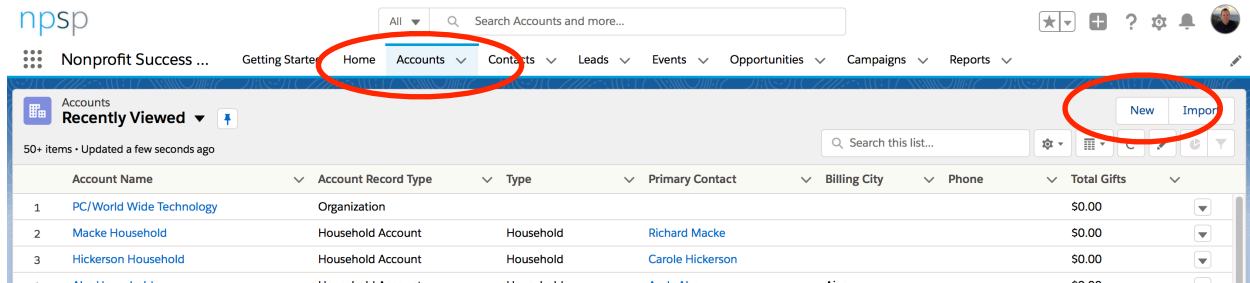 npsp All Search Accounts and more...
Nonprofit Success ... Getting Started Home Accounts Contacts Leads Events Opportunities Campaigns Reports
Accounts
Recently Viewed New Import
50+ items • Updated a few seconds ago Search this list...
Account Name Account Record Type Type Primary Contact Billing City Phone Total Gifts
1 PC/World Wide Technology Organization $0.00
2 Macke Household Household Account Household Richard Macke $0.00
3 Hickerson Household Household Account Household Carole Hickerson $0.00